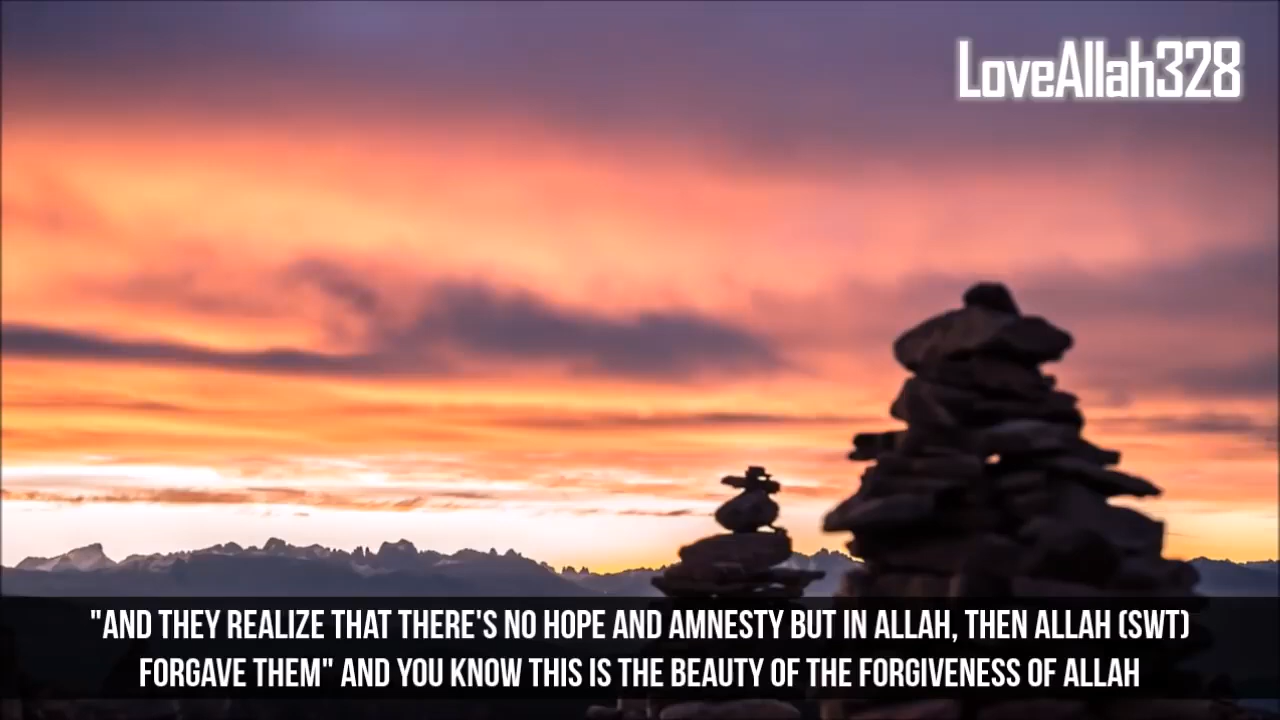 LoveAllah328
"AND THEY REALIZE THAT THERE'S NO HOPE AND AMNESTY BUT IN ALLAH, THEN ALLAH (SWT)
FORGAVE THEM" AND YOU KNOW THIS IS THE BEAUTY OF THE FORGIVENESS OF ALLAH